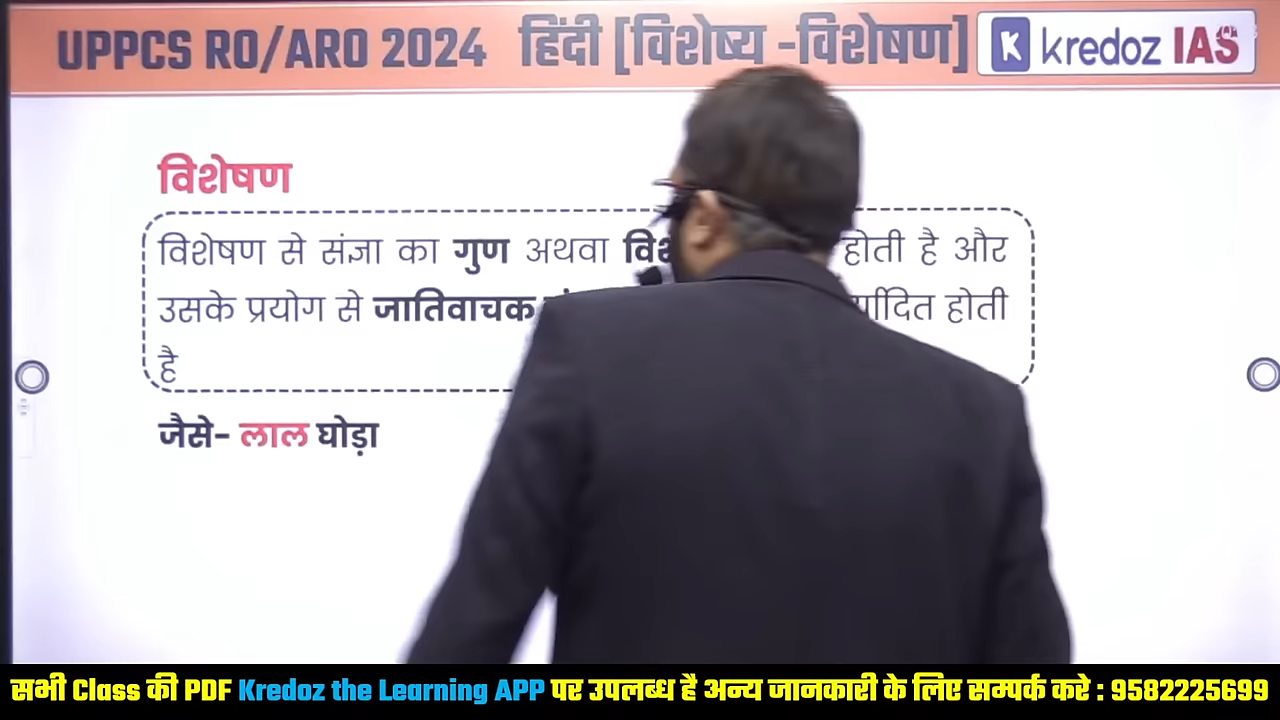 UPPCS RO/ARO 2024 हिंदी [विशेष्य -विशेषण]
K kredoz IAS
विशेषण
विशेषण से संज्ञा का गुण अथवा होती है और
उसके प्रयोग से जातिवाचक होती
है
जैसे- लाल घोड़ा
सभी Class की PDF Kredoz the Learning APP पर उपलब्ध है अन्य जानकारी के लिए सम्पर्क करे : 9582225699